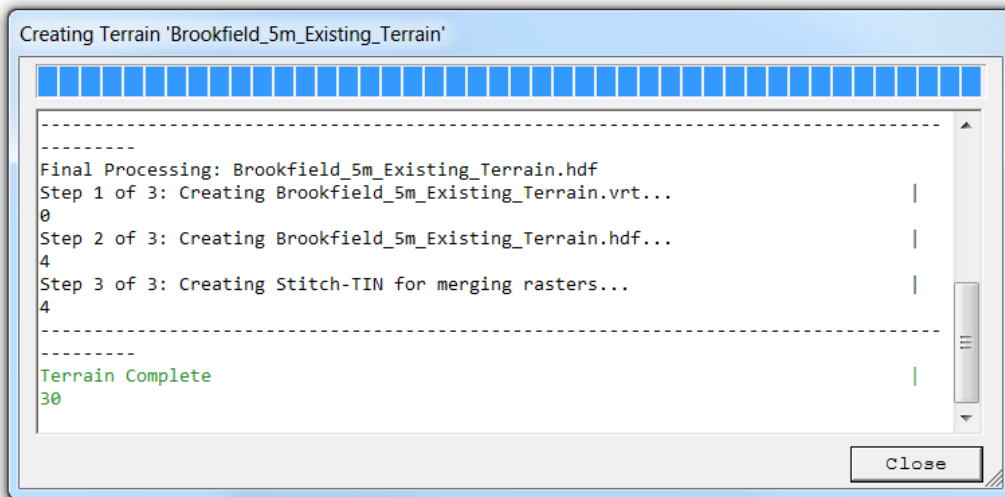 Creating Terrain 'Brookfield_5m_Existing_Terrain'
------------------------------------------------------------------------------------
---------
Final Processing: Brookfield_5m_Existing_Terrain.hdf
Step 1 of 3: Creating Brookfield_5m_Existing_Terrain.vrt... |
0
Step 2 of 3: Creating Brookfield_5m_Existing_Terrain.hdf... |
4
Step 3 of 3: Creating Stitch-TIN for merging rasters... |
4
------------------------------------------------------------------------------------
---------
Terrain Complete |
30
Close